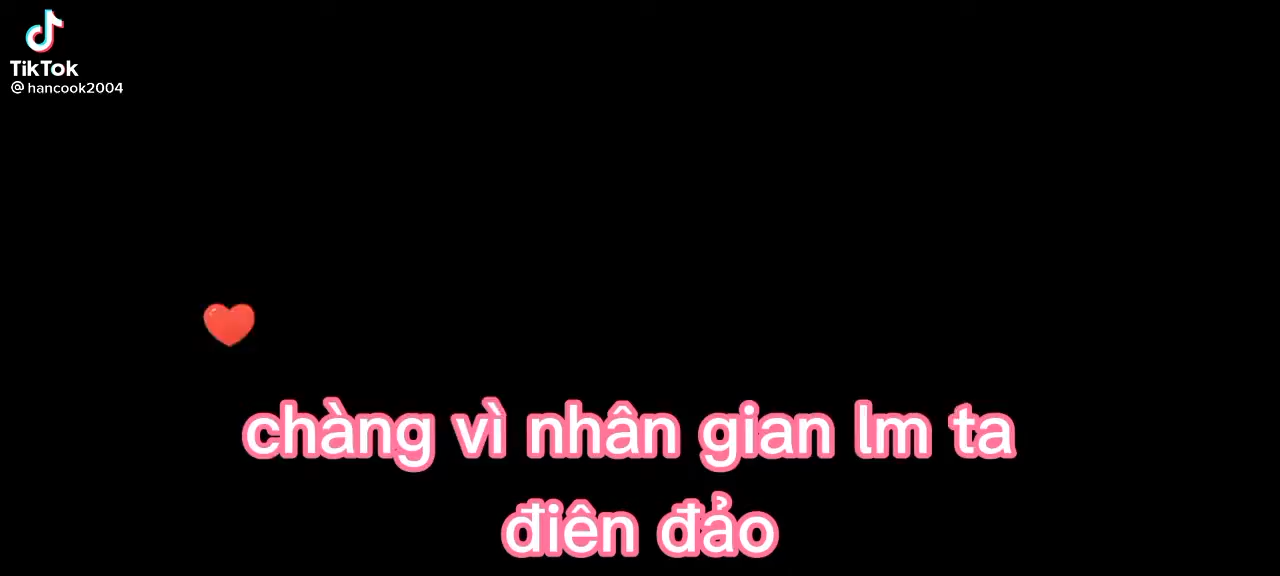 TikTok
@hancook2004
chàng vì nhân gian lm ta
điên đảo